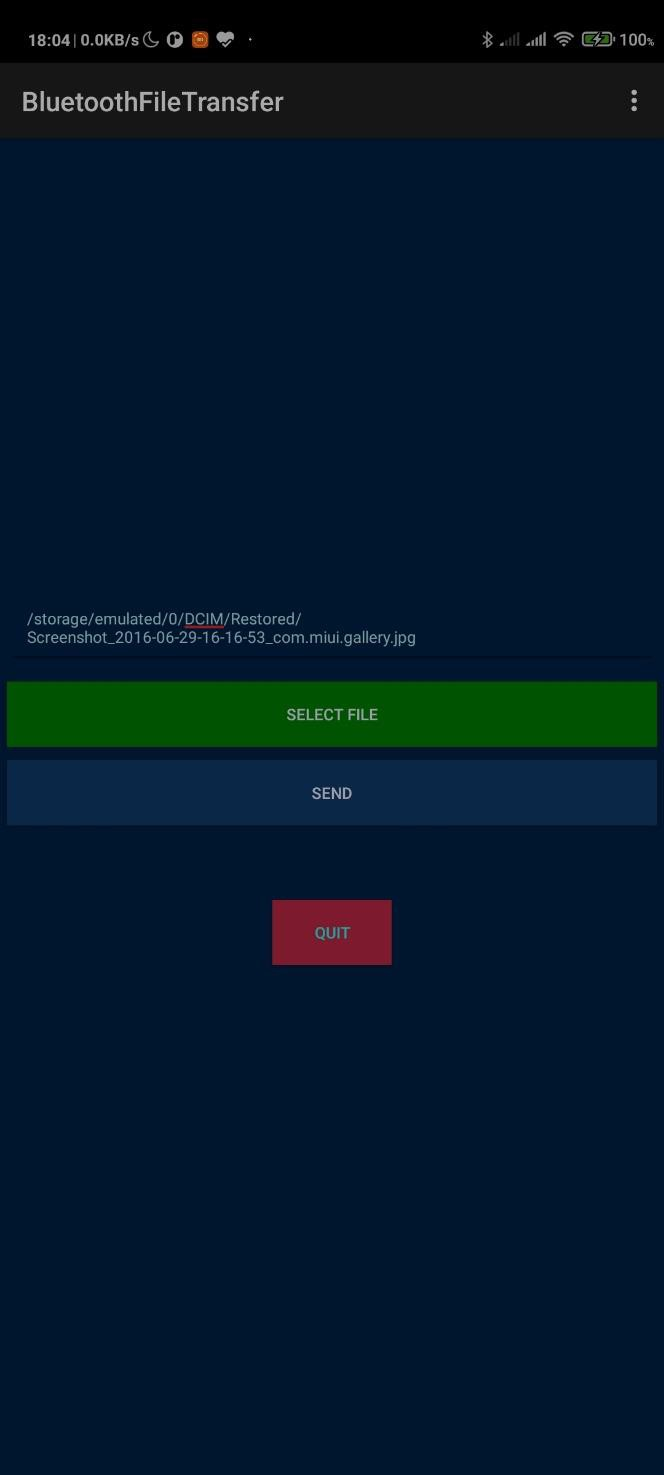 18:04 | 0.0KB/s 100%
BluetoothFileTransfer
/storage/emulated/0/DCIM/Restored/
Screenshot_2016-06-29-16-16-53_com.miui.gallery.jpg
SELECT FILE
SEND
QUIT